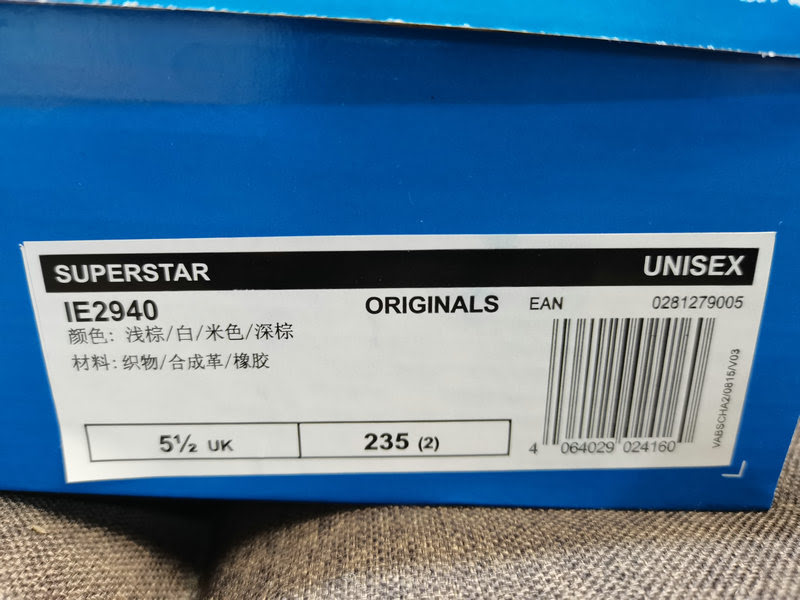 SUPERSTAR UNISEX
IE2940 ORIGINALS EAN 0281279005
颜色: 浅棕/白/米色/深棕
材料: 织物/合成革/橡胶
5½ UK 235 (2)
4 064029 024160
VABSCHA2/0815/V03